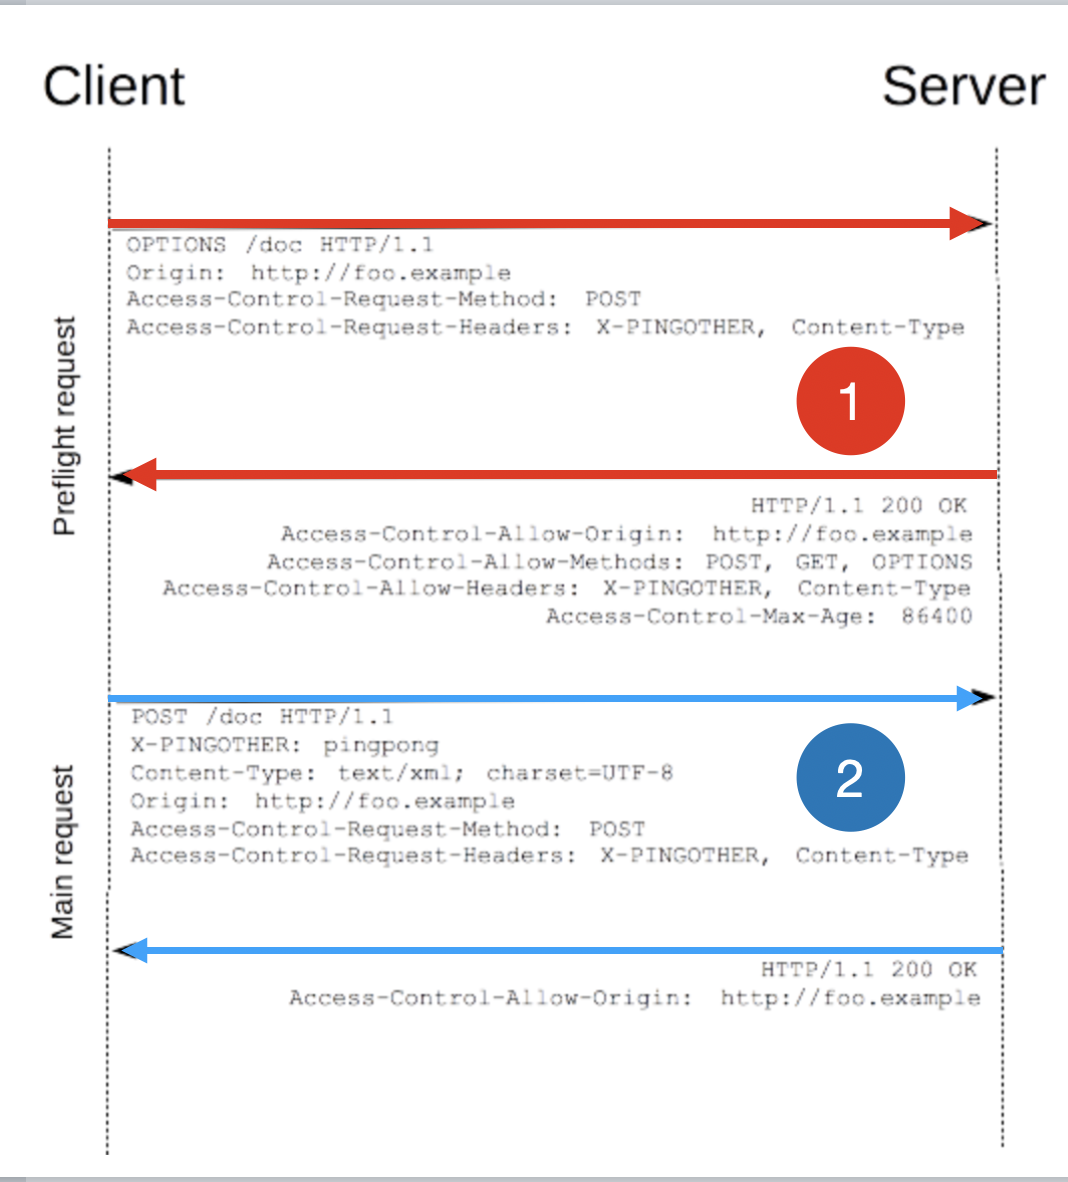 Client
Server
Preflight request
OPTIONS /doc HTTP/1.1
Origin: http://foo.example
Access-Control-Request-Method: POST
Access-Control-Request-Headers: X-PINGOTHER, Content-Type
1
HTTP/1.1 200 OK
Access-Control-Allow-Origin: http://foo.example
Access-Control-Allow-Methods: POST, GET, OPTIONS
Access-Control-Allow-Headers: X-PINGOTHER, Content-Type
Access-Control-Max-Age: 86400
Main request
POST /doc HTTP/1.1
X-PINGOTHER: pingpong
Content-Type: text/xml; charset=UTF-8
Origin: http://foo.example
Access-Control-Request-Method: POST
Access-Control-Request-Headers: X-PINGOTHER, Content-Type
2
HTTP/1.1 200 OK
Access-Control-Allow-Origin: http://foo.example